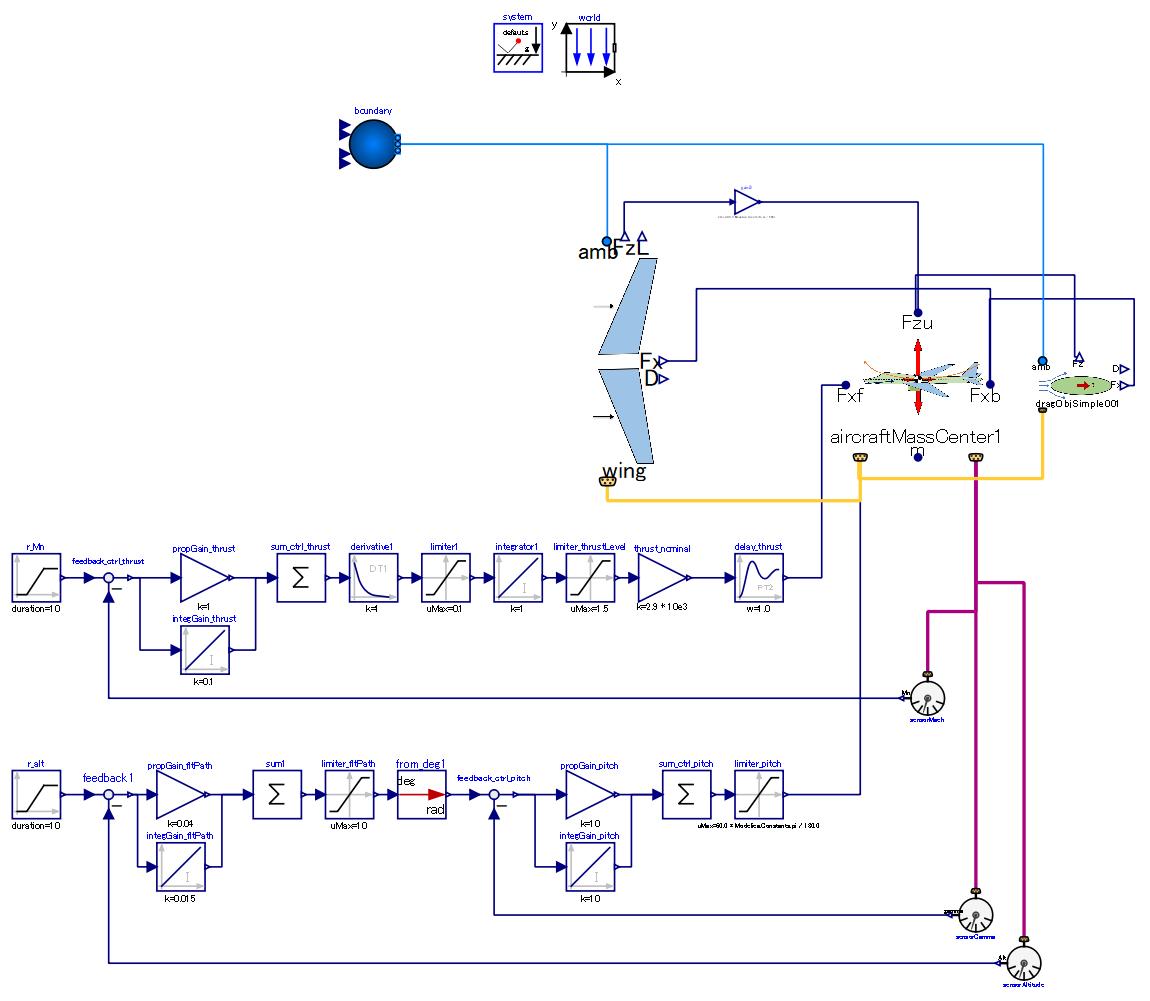 system
world
defaults
g
y
x
boundary
amb
Fz
L
Fx
D
wing
Fzu
Fxf
Fxb
aircraftMassCenter1
m
amb
Fz
D
Fx
dragObjSimple001
r_Mn
duration=10
feedback_ctrl_thrust
propGain_thrust
k=1
integGain_thrust
I
k=0.1
sum_ctrl_thrust
Σ
derivative1
DT1
k=1
limiter1
uMax=0.1
integrator1
I
k=1
limiter_thrustLevel
uMax=1.5
thrust_nominal
k=2.9 * 10e3
delay_thrust
PT2
w=1.0
Mn
sensorMach
r_alt
duration=10
feedback1
propGain_fltPath
k=0.04
integGain_fltPath
I
k=0.015
sum1
Σ
limiter_fltPath
uMax=10
from_deg1
deg
rad
feedback_ctrl_pitch
propGain_pitch
k=10
integGain_pitch
I
k=10
sum_ctrl_pitch
Σ
limiter_pitch
uMax=60.0 * Modelica.Constants.pi / 180.0
sensorGamma
Alt
sensorAltitude